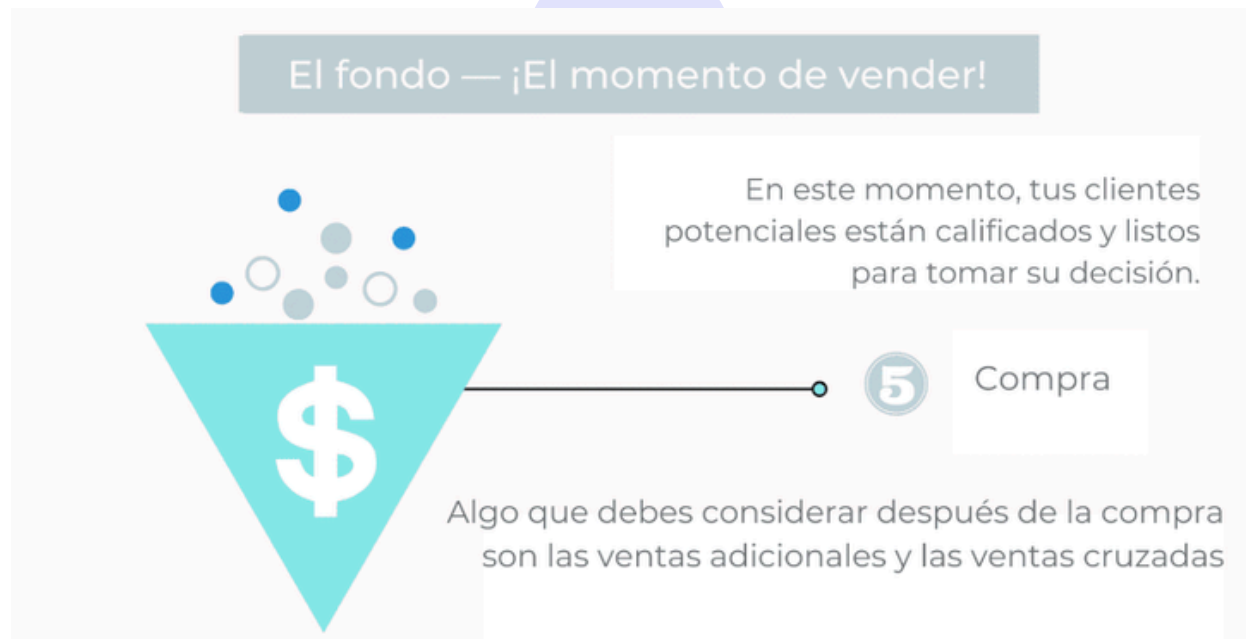 El fondo — ¡El momento de vender!
En este momento, tus clientes
potenciales están calificados y listos
para tomar su decisión.
$
5 Compra
Algo que debes considerar después de la compra
son las ventas adicionales y las ventas cruzadas